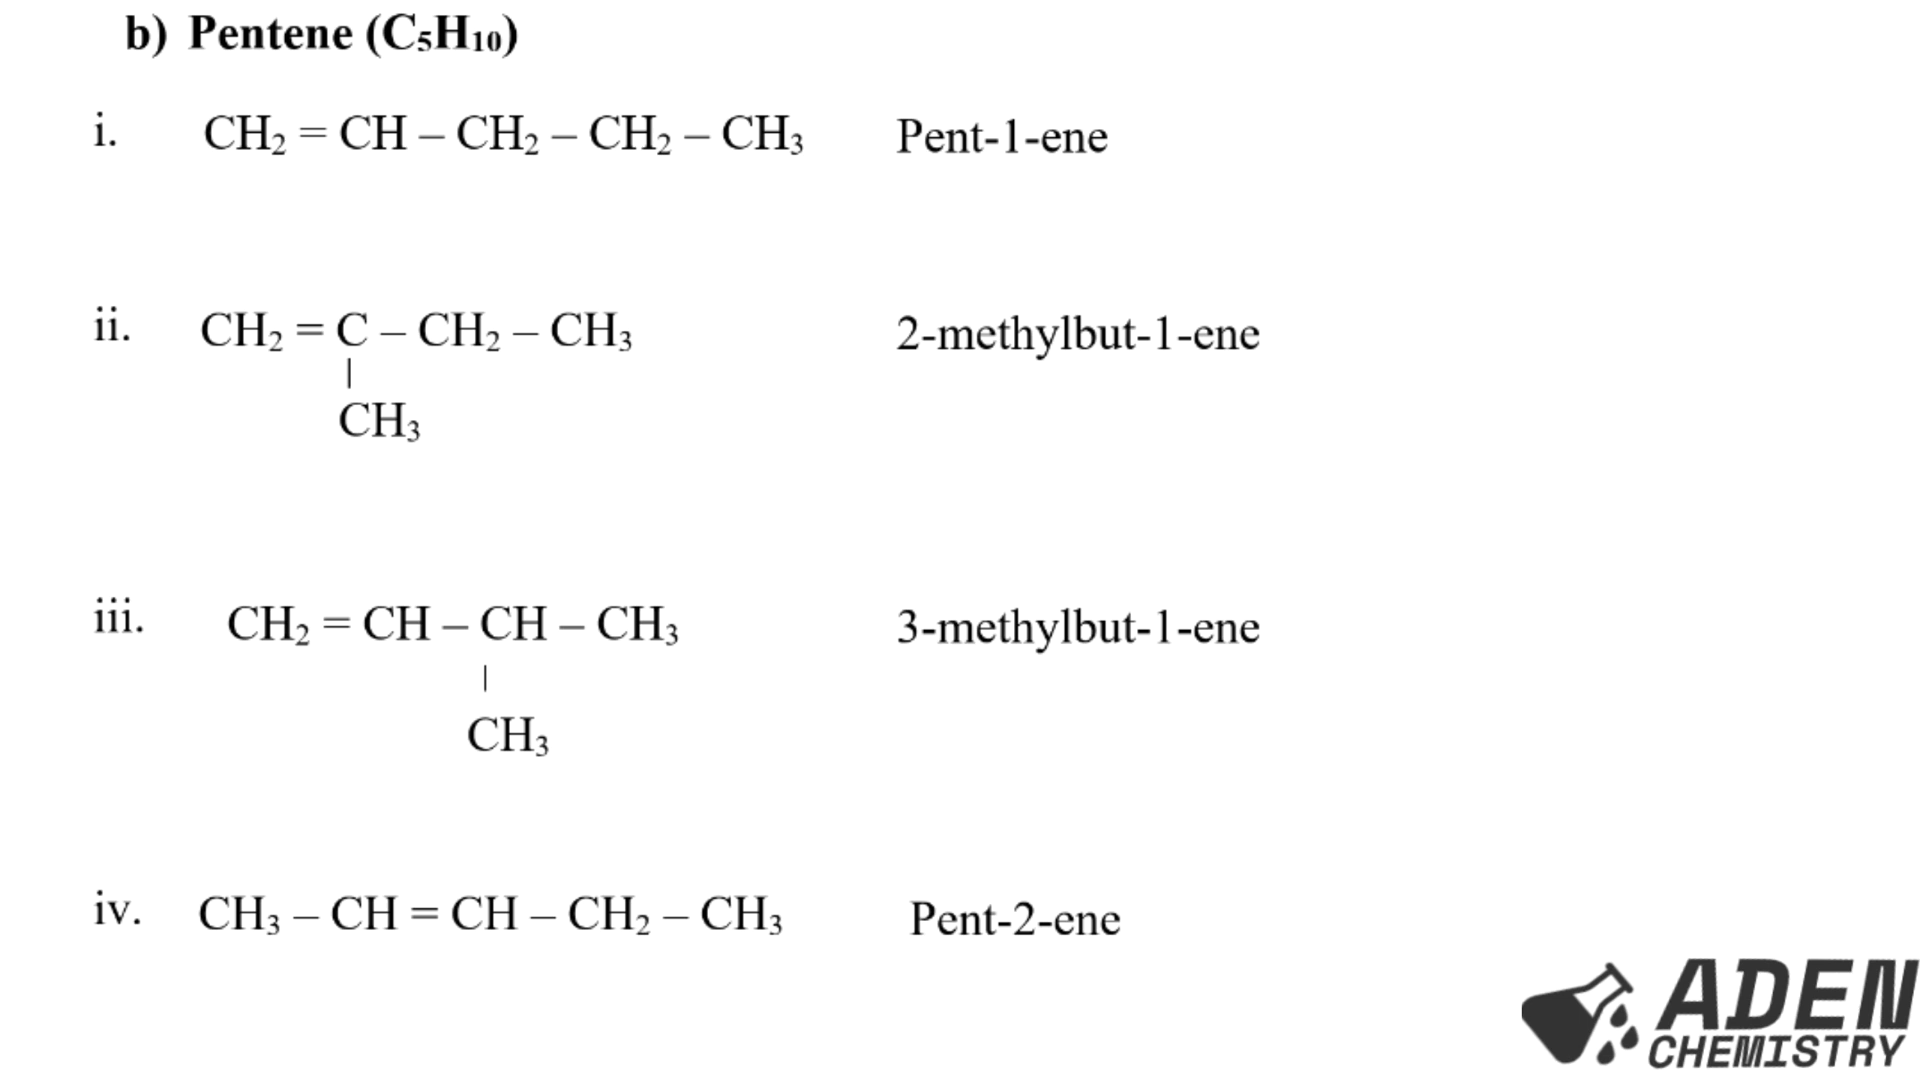 b) Pentene (C₅H₁₀)
i. CH₂ = CH – CH₂ – CH₂ – CH₃ Pent-1-ene
ii. CH₂ = C – CH₂ – CH₃ 2-methylbut-1-ene
|
CH₃
iii. CH₂ = CH – CH – CH₃ 3-methylbut-1-ene
|
CH₃
iv. CH₃ – CH = CH – CH₂ – CH₃ Pent-2-ene
ADEN
CHEMISTRY